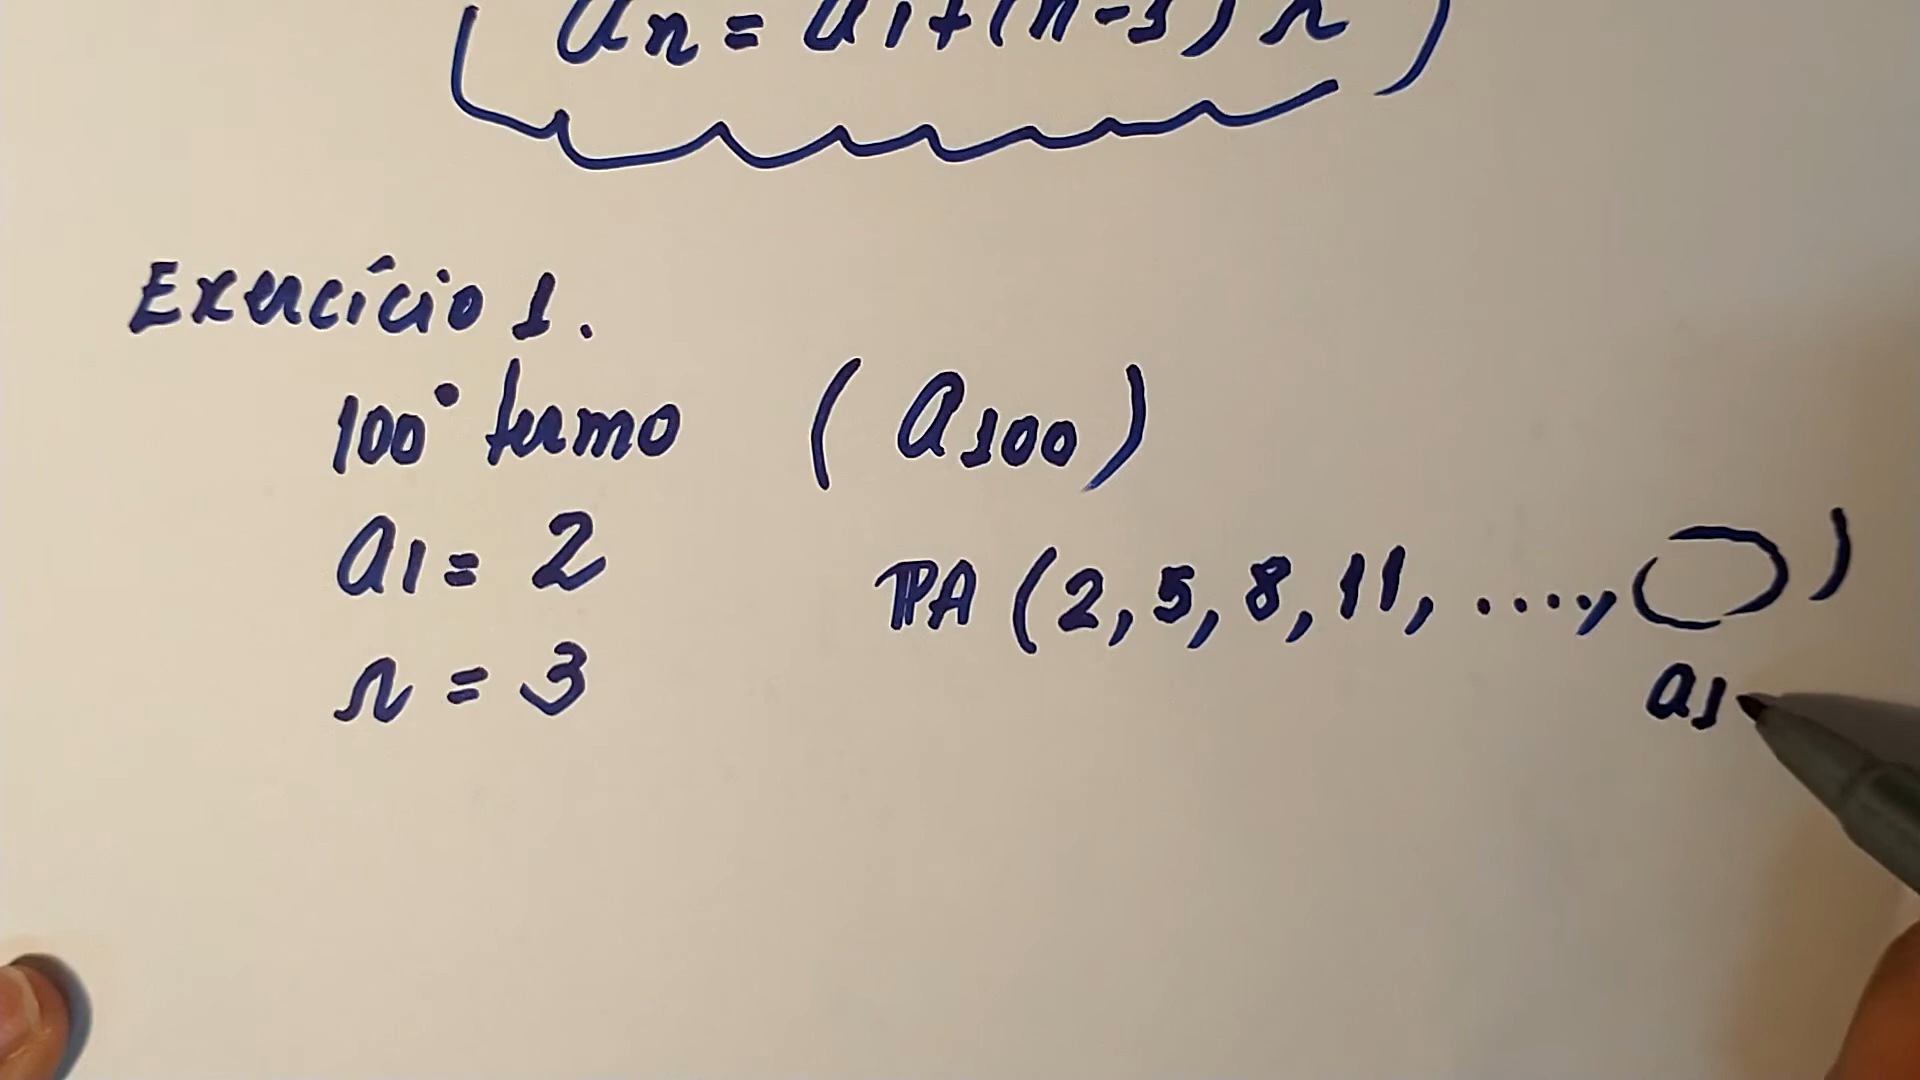 an = a1+(n-1)r
Exercício 1.
100° termo (a100)
a1 = 2
PA (2, 5, 8, 11, ...., )
r = 3
a1